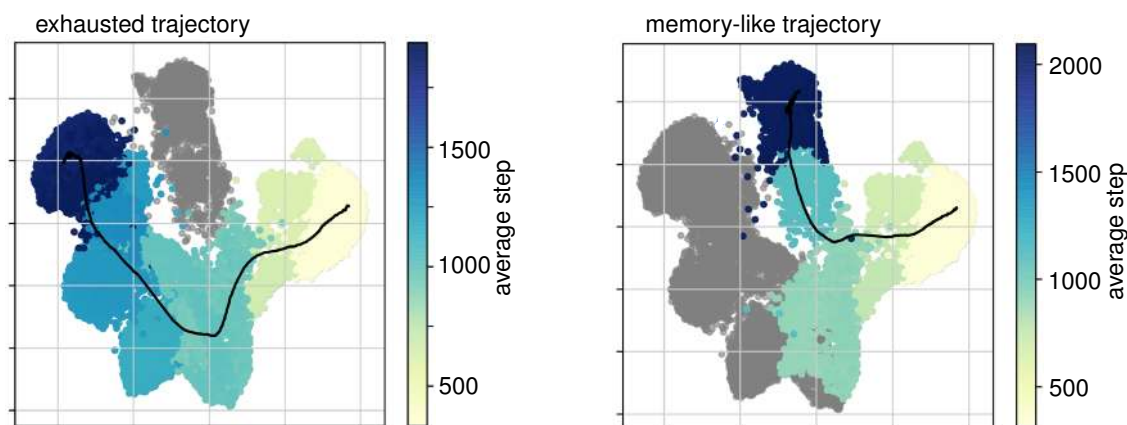 exhausted trajectory
1500
1000
500
average step
memory-like trajectory
2000
1500
1000
500
average step